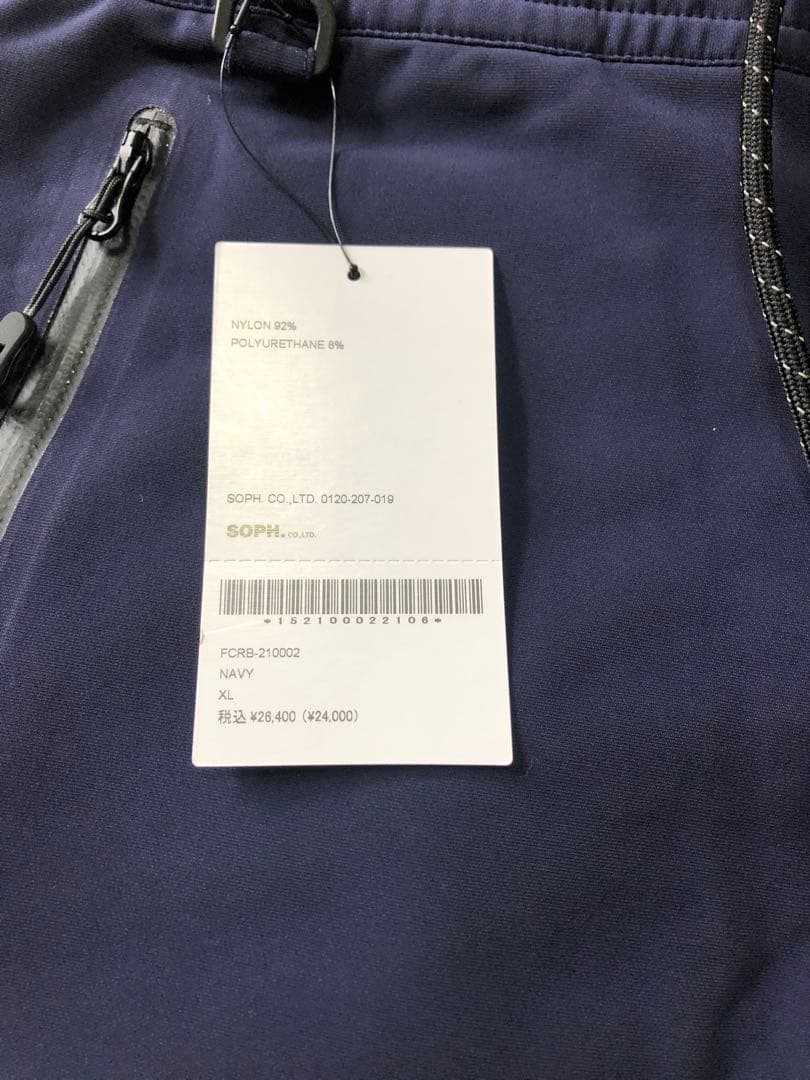 NYLON 92%
POLYURETHANE 8%
SOPH. CO.,LTD. 0120-207-019
SOPH. CO.,LTD.
*152100022106*
FCRB-210002
NAVY
XL
税込 ¥26,400 (¥24,000)